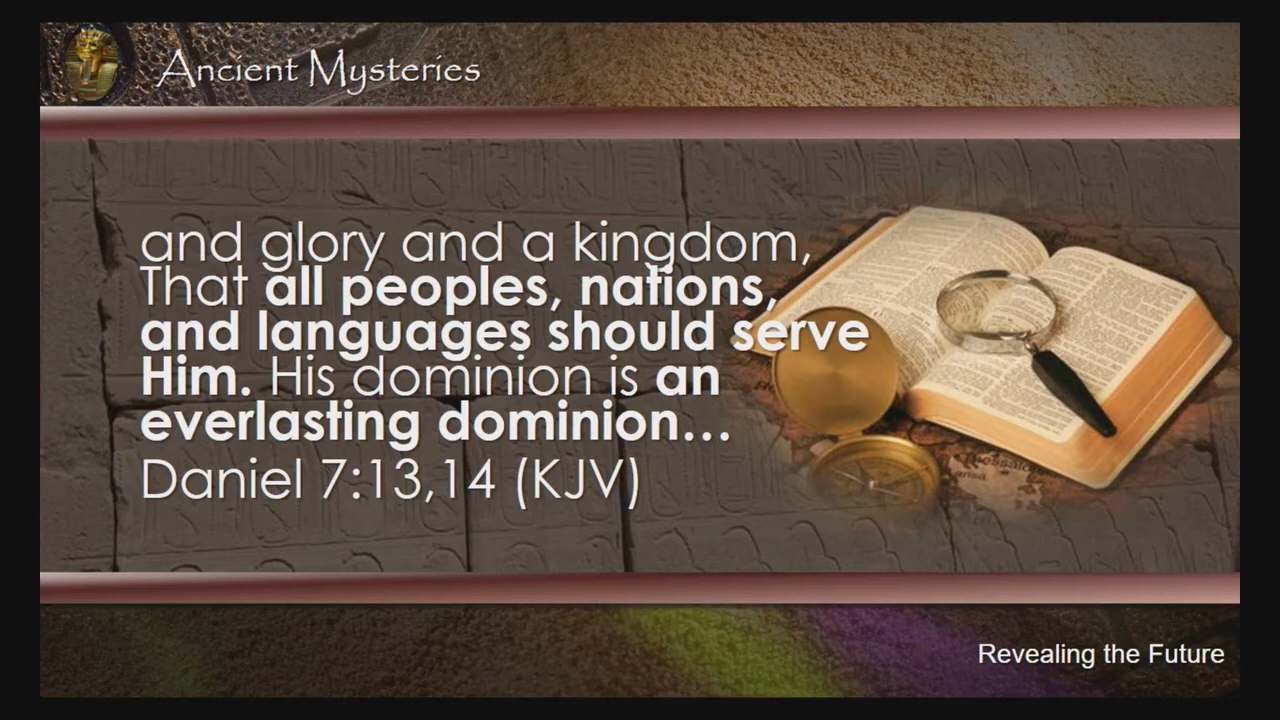 Ancient Mysteries
and glory and a kingdom,
That all peoples, nations,
and languages should serve
Him. His dominion is an
everlasting dominion...
Daniel 7:13,14 (KJV)
Revealing the Future